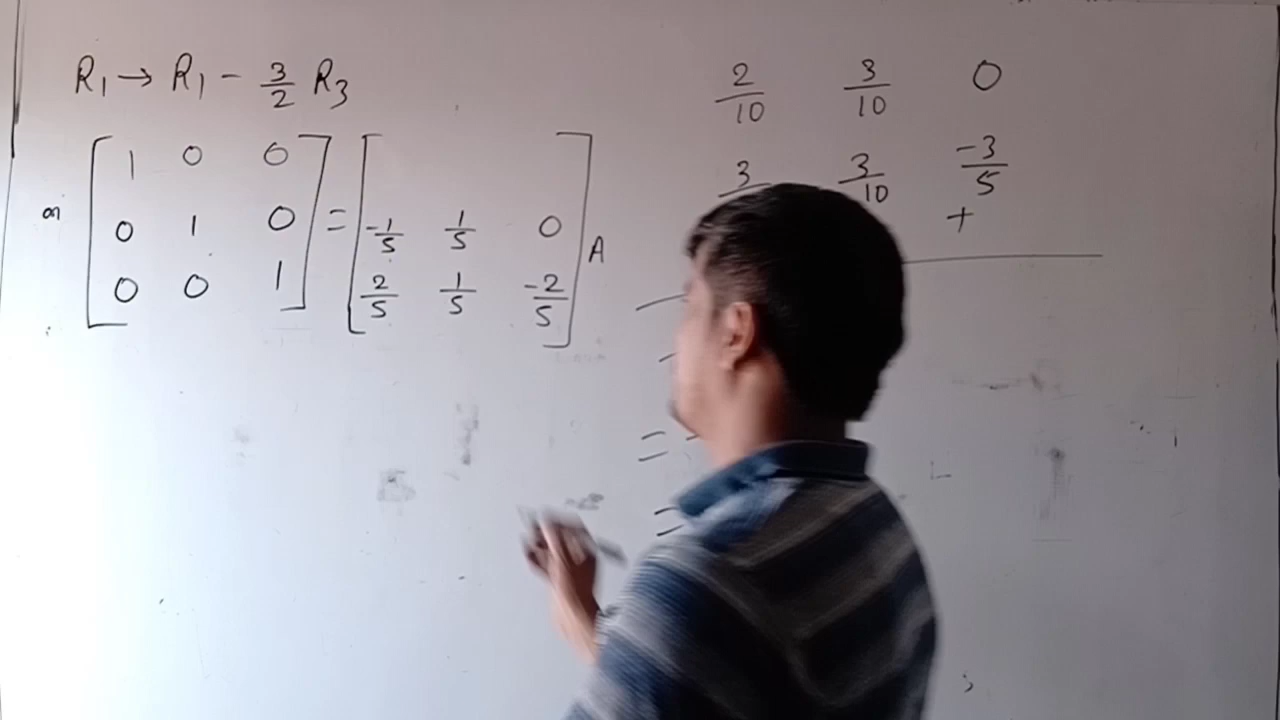 R₁ → R₁ - 3/2 R₃
or [1 0 0; 0 1 0; 0 0 1] = [ ; -1/5 1/5 0; 2/5 1/5 -2/5] A
2/10 3/10 0
3 3/10 -3/5
+
=
=